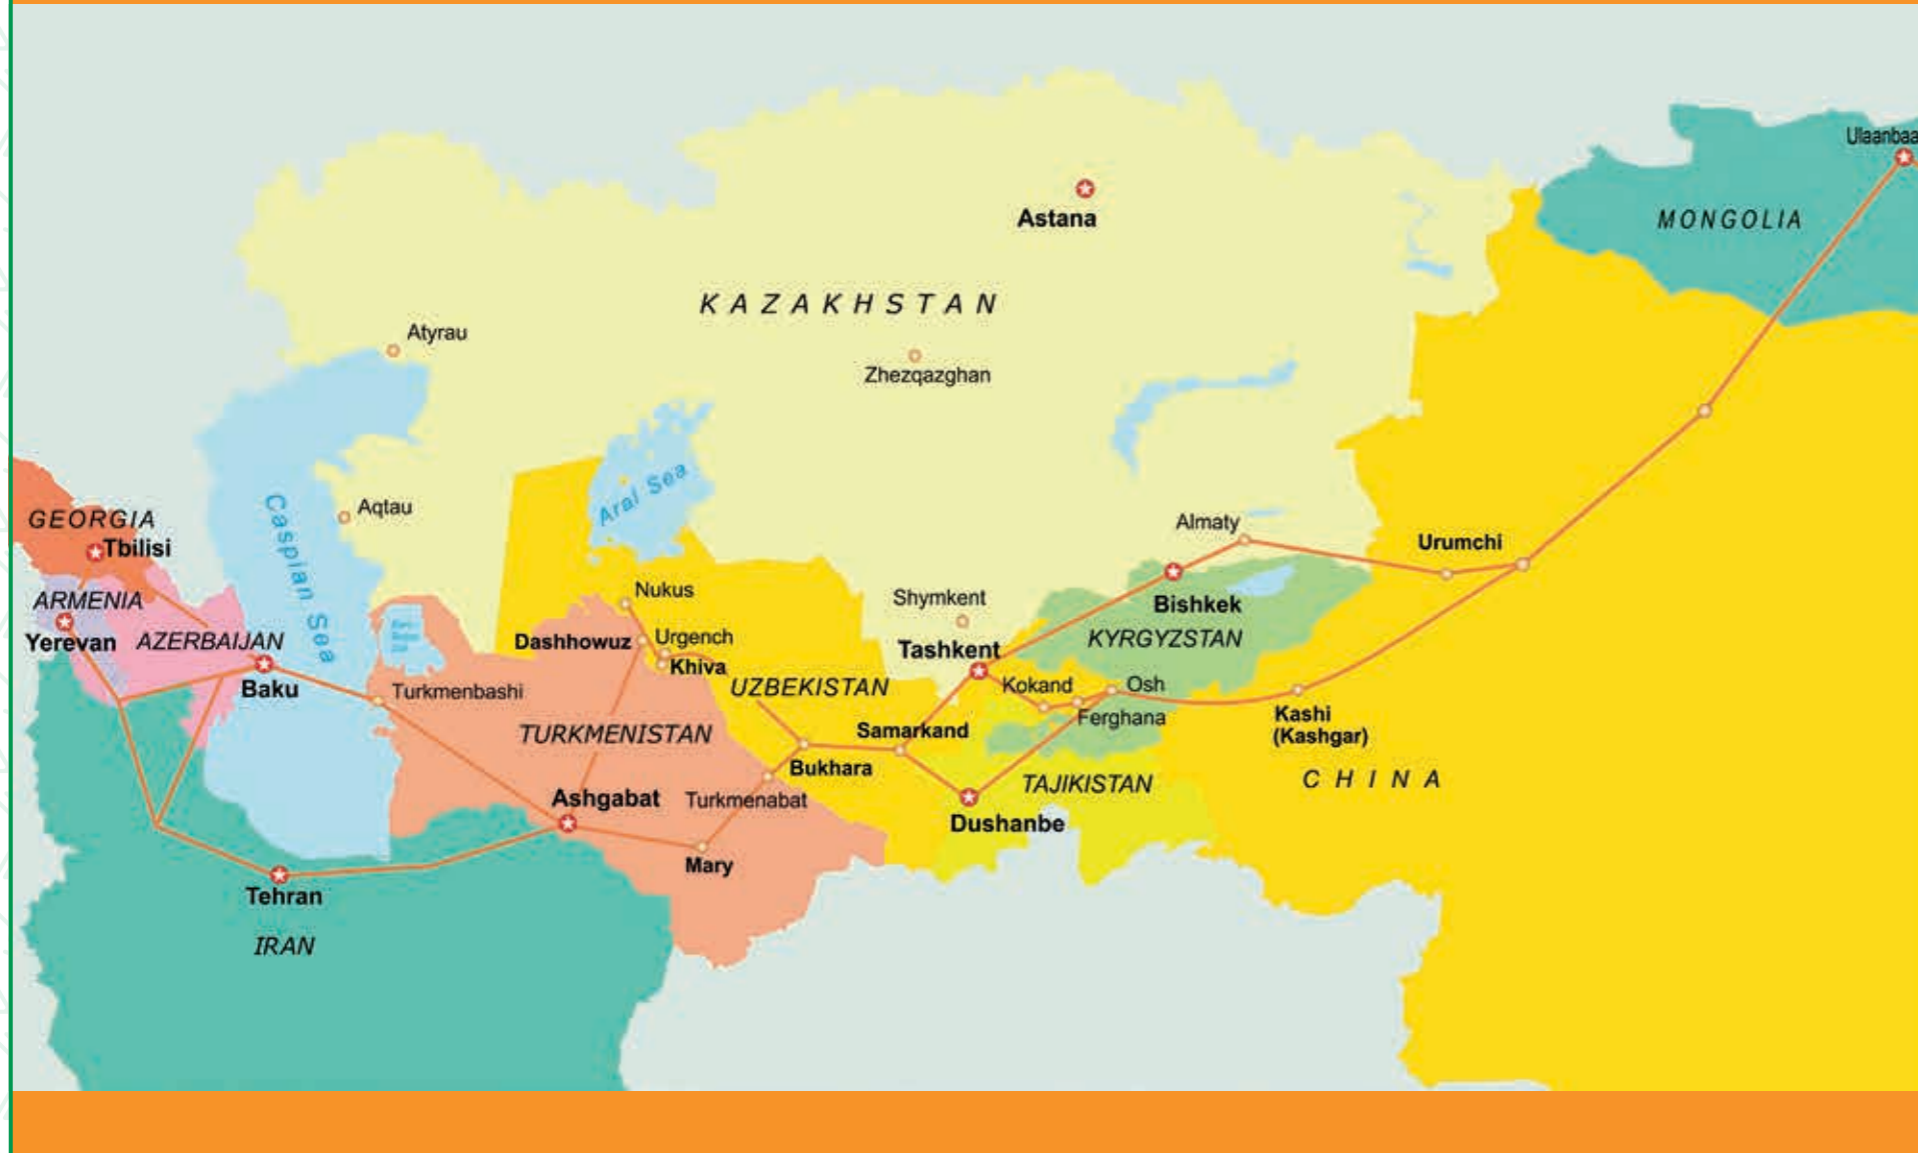 Ulaanbaa
MONGOLIA
Astana
KAZAKHSTAN
Atyrau
Zhezqazghan
Aral Sea
Caspian Sea
Aqtau
GEORGIA
Tbilisi
Almaty
Urumchi
ARMENIA
Nukus
Shymkent
Bishkek
Yerevan
AZERBAIJAN
Dashhowuz
Urgench
Khiva
Tashkent
KYRGYZSTAN
Baku
Turkmenbashi
UZBEKISTAN
Kokand
Osh
Ferghana
Kashi
(Kashgar)
TURKMENISTAN
Samarkand
Bukhara
TAJIKISTAN
CHINA
Ashgabat
Turkmenabat
Dushanbe
Mary
Tehran
IRAN